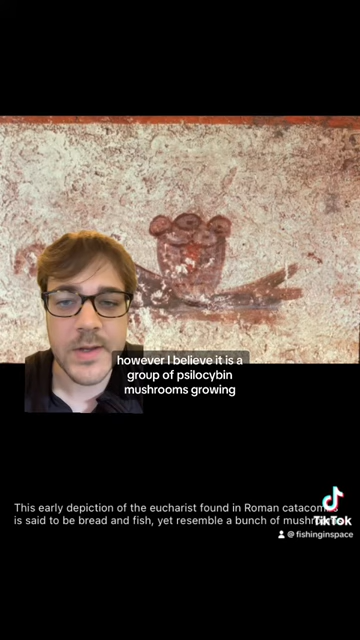 however I believe it is a
group of psilocybin
mushrooms growing
This early depiction of the eucharist found in Roman catacombs
is said to be bread and fish, yet resemble a bunch of
TikTok
@fishinginspace